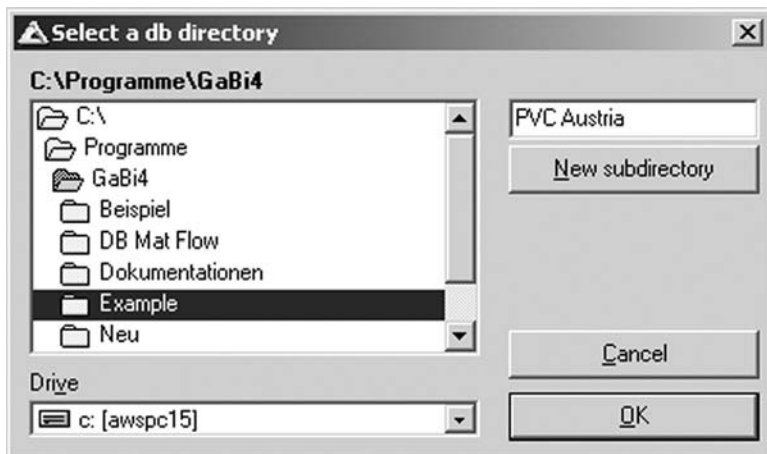 Select a db directory
C:\Programme\GaBi4
C:\
Programme
GaBi4
Beispiel
DB Mat Flow
Dokumentationen
Example
Neu
Drive
c: [awspc15]
PVC Austria
New subdirectory
Cancel
OK